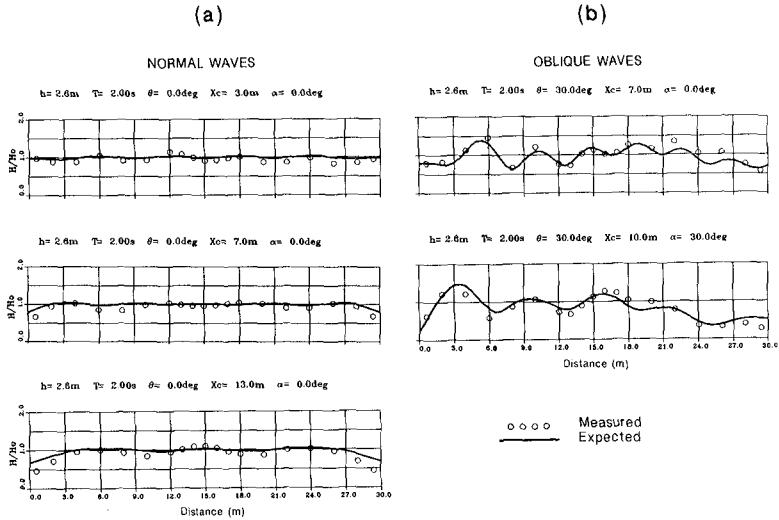 (a)
NORMAL WAVES
h= 2.6m T= 2.00s θ= 0.0deg Xc= 3.0m α= 0.0deg
2.0
1.0
0.0
H/Ho
h= 2.6m T= 2.00s θ= 0.0deg Xc= 7.0m α= 0.0deg
2.0
1.0
0.0
H/Ho
h= 2.6m T= 2.00s θ= 0.0deg Xc= 13.0m α= 0.0deg
2.0
1.0
0.0
H/Ho
0.0 3.0 6.0 9.0 12.0 15.0 18.0 21.0 24.0 27.0 30.0
Distance (m)
(b)
OBLIQUE WAVES
h= 2.6m T= 2.00s θ= 30.0deg Xc= 7.0m α= 0.0deg
h= 2.6m T= 2.00s θ= 30.0deg Xc= 10.0m α= 30.0deg
0.0 3.0 6.0 9.0 12.0 15.0 18.0 21.0 24.0 27.0 30.0
Distance (m)
Measured
Expected